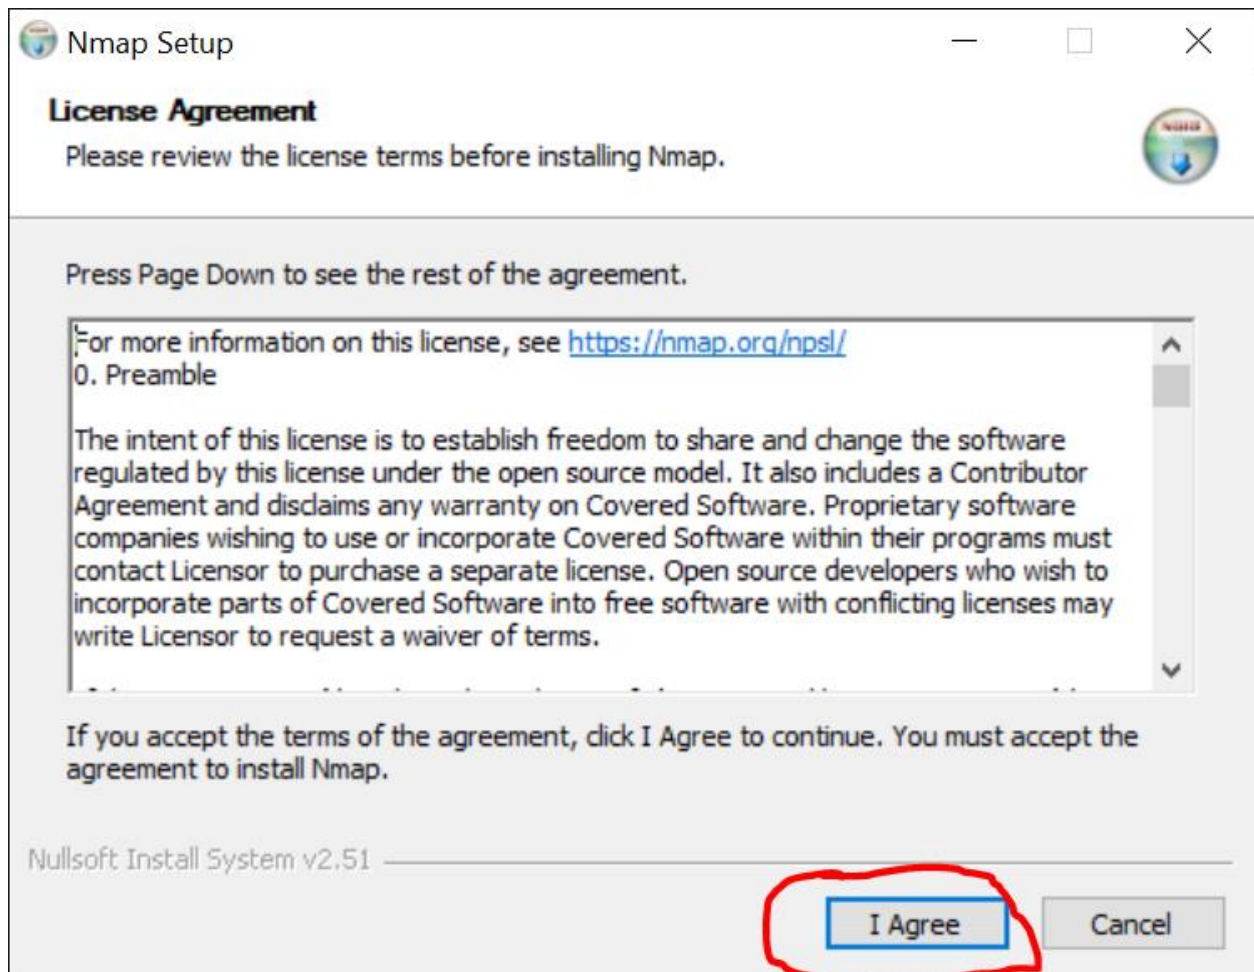 Nmap Setup
License Agreement
Please review the license terms before installing Nmap.
Press Page Down to see the rest of the agreement.
For more information on this license, see https://nmap.org/npsl/
0. Preamble
The intent of this license is to establish freedom to share and change the software
regulated by this license under the open source model. It also includes a Contributor
Agreement and disclaims any warranty on Covered Software. Proprietary software
companies wishing to use or incorporate Covered Software within their programs must
contact Licensor to purchase a separate license. Open source developers who wish to
incorporate parts of Covered Software into free software with conflicting licenses may
write Licensor to request a waiver of terms.
If you accept the terms of the agreement, click I Agree to continue. You must accept the
agreement to install Nmap.
Nullsoft Install System v2.51
I Agree
Cancel